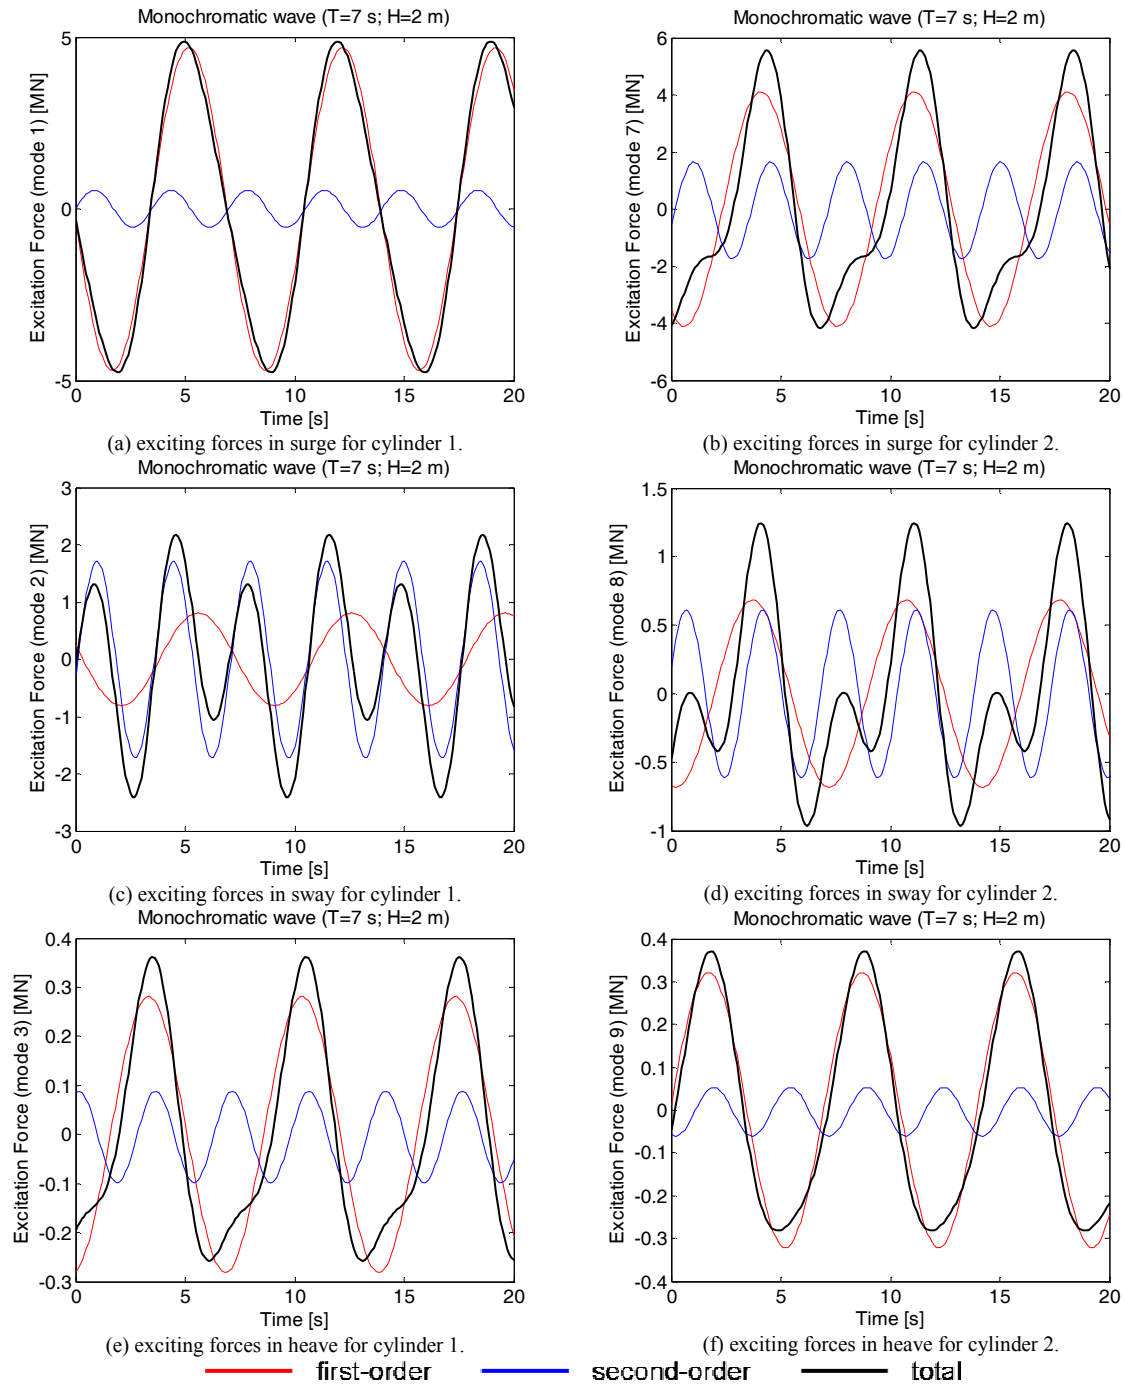 Monochromatic wave (T=7 s; H=2 m)
Excitation Force (mode 1) [MN]
5
0
-5
0 5 10 15 20
Time [s]
(a) exciting forces in surge for cylinder 1.
Monochromatic wave (T=7 s; H=2 m)
Excitation Force (mode 7) [MN]
6
4
2
0
-2
-4
-6
0 5 10 15 20
Time [s]
(b) exciting forces in surge for cylinder 2.
Monochromatic wave (T=7 s; H=2 m)
Excitation Force (mode 2) [MN]
3
2
1
0
-1
-2
-3
0 5 10 15 20
Time [s]
(c) exciting forces in sway for cylinder 1.
Monochromatic wave (T=7 s; H=2 m)
Excitation Force (mode 8) [MN]
1.5
1
0.5
0
-0.5
-1
0 5 10 15 20
Time [s]
(d) exciting forces in sway for cylinder 2.
Monochromatic wave (T=7 s; H=2 m)
Excitation Force (mode 3) [MN]
0.4
0.3
0.2
0.1
0
-0.1
-0.2
-0.3
0 5 10 15 20
Time [s]
(e) exciting forces in heave for cylinder 1.
Monochromatic wave (T=7 s; H=2 m)
Excitation Force (mode 9) [MN]
0.4
0.3
0.2
0.1
0
-0.1
-0.2
-0.3
-0.4
0 5 10 15 20
Time [s]
(f) exciting forces in heave for cylinder 2.
first-order second-order total